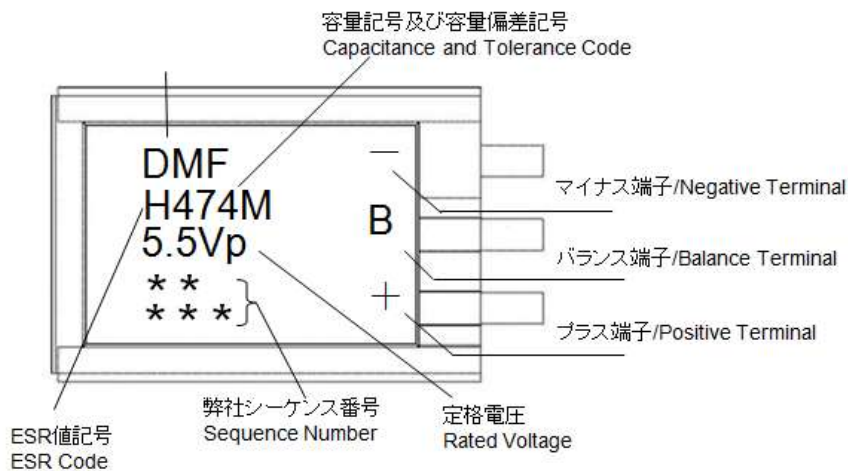 容量記号及び容量偏差記号
Capacitance and Tolerance Code
DMF
H474M
5.5Vp
* *
* * *
−
B
+
マイナス端子/Negative Terminal
バランス端子/Balance Terminal
プラス端子/Positive Terminal
弊社シーケンス番号
Sequence Number
定格電圧
Rated Voltage
ESR値記号
ESR Code